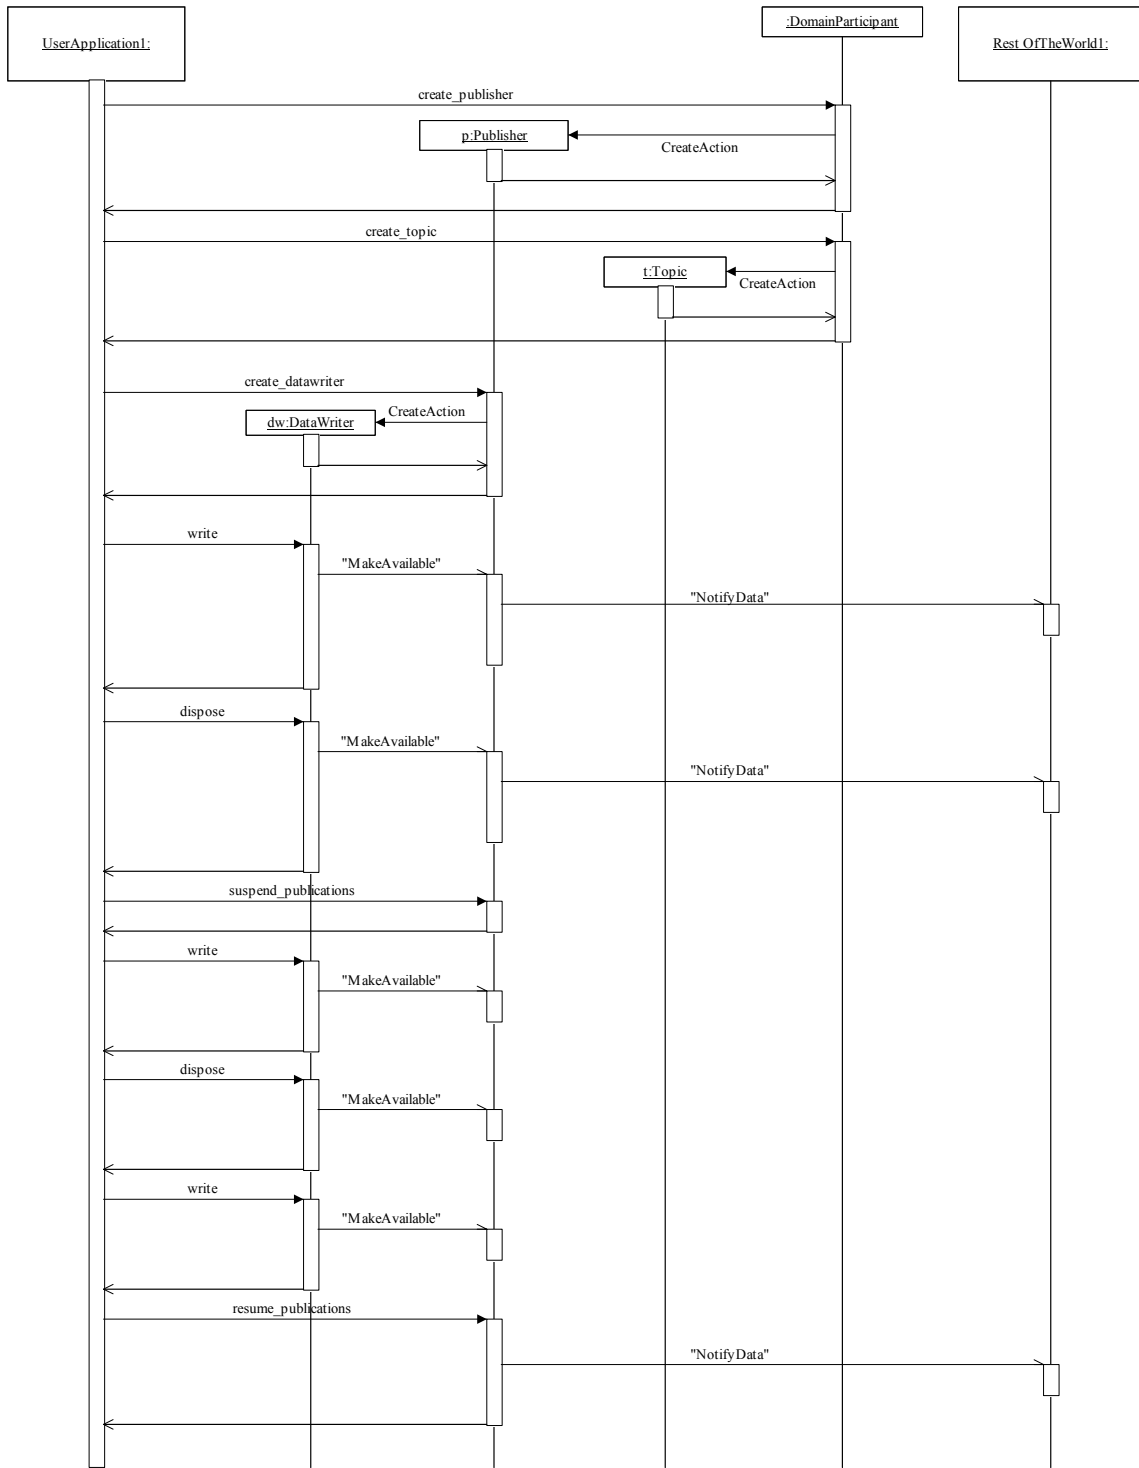 UserApplication1:
:DomainParticipant
Rest OfTheWorld1:
create_publisher
p:Publisher
CreateAction
create_topic
t:Topic
CreateAction
create_datawriter
dw:DataWriter
CreateAction
write
"MakeAvailable"
"NotifyData"
dispose
"MakeAvailable"
"NotifyData"
suspend_publications
write
"MakeAvailable"
dispose
"MakeAvailable"
write
"MakeAvailable"
resume_publications
"NotifyData"